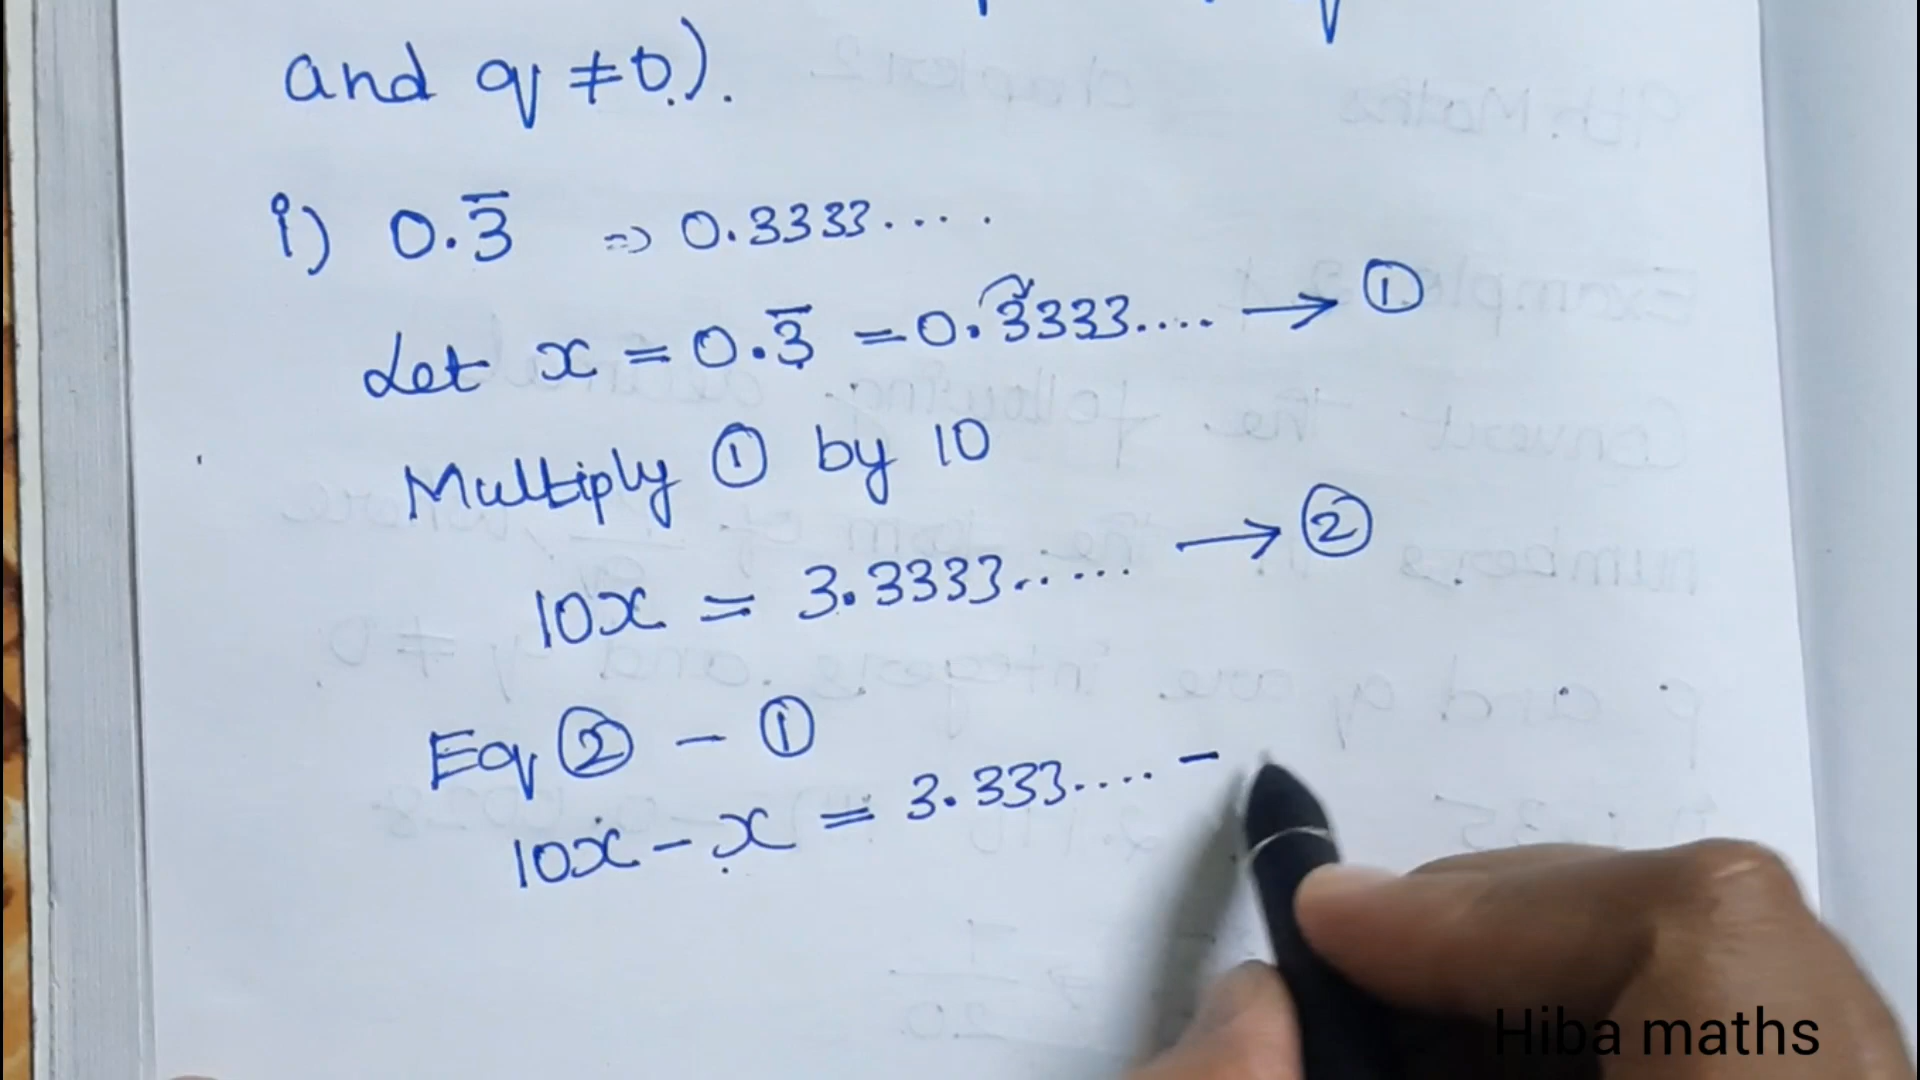 and q ≠ 0.).
i) 0.3̅ => 0.3333....
Let x = 0.3̅ = 0.3333.... → ①
Multiply ① by 10
10x = 3.3333..... → ②
Eq ② - ①
10x - x = 3.333.... -
Hiba maths